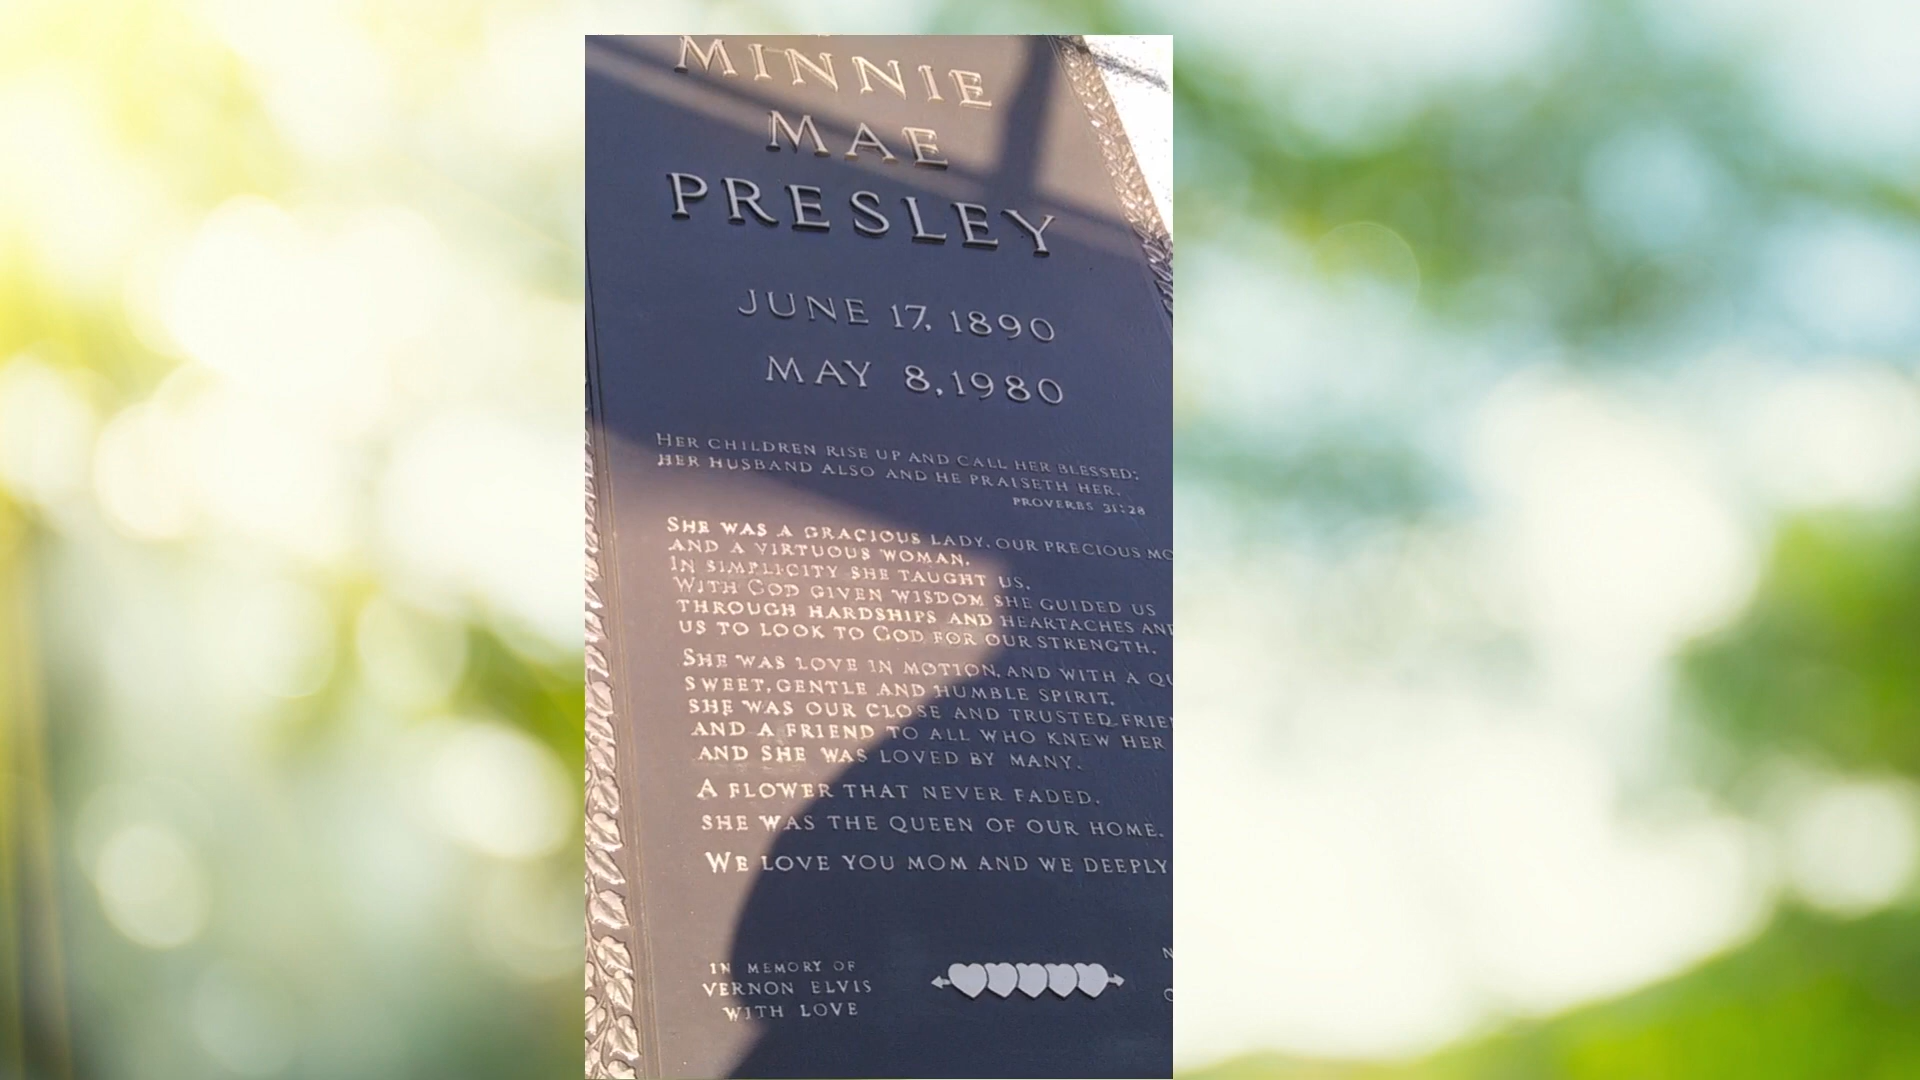 MINNIE
MAE
PRESLEY
JUNE 17, 1890
MAY 8, 1980
HER CHILDREN RISE UP AND CALL HER BLESSED:
HER HUSBAND ALSO AND HE PRAISETH HER.
PROVERBS 31:28
SHE WAS A GRACIOUS LADY, OUR PRECIOUS
AND A VIRTUOUS WOMAN.
IN SIMPLICITY SHE TAUGHT US.
WITH GOD GIVEN WISDOM SHE GUIDED US
THROUGH HARDSHIPS AND HEARTACHES AND
US TO LOOK TO GOD FOR OUR STRENGTH.
SHE WAS LOVE IN MOTION, AND WITH A
SWEET, GENTLE AND HUMBLE SPIRIT.
SHE WAS OUR CLOSE AND TRUSTED
AND A FRIEND TO ALL WHO KNEW HER
AND SHE WAS LOVED BY MANY.
A FLOWER THAT NEVER FADED.
SHE WAS THE QUEEN OF OUR HOME.
WE LOVE YOU MOM AND WE DEEPLY
IN MEMORY OF
VERNON ELVIS
WITH LOVE